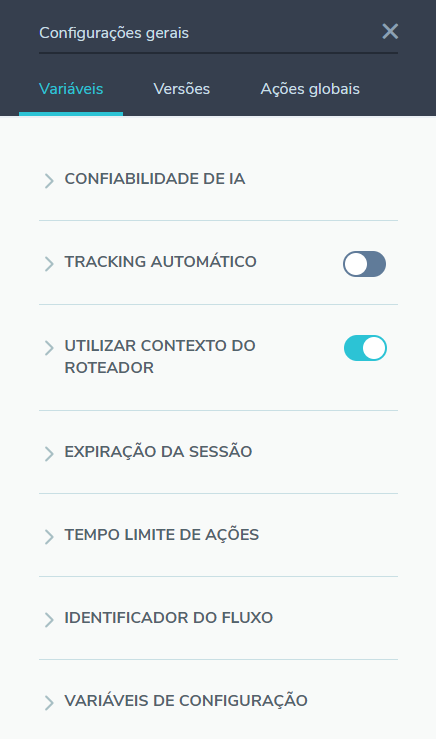 Configurações gerais
Variáveis Versões Ações globais
CONFIABILIDADE DE IA
TRACKING AUTOMÁTICO
UTILIZAR CONTEXTO DO
ROTEADOR
EXPIRAÇÃO DA SESSÃO
TEMPO LIMITE DE AÇÕES
IDENTIFICADOR DO FLUXO
VARIÁVEIS DE CONFIGURAÇÃO